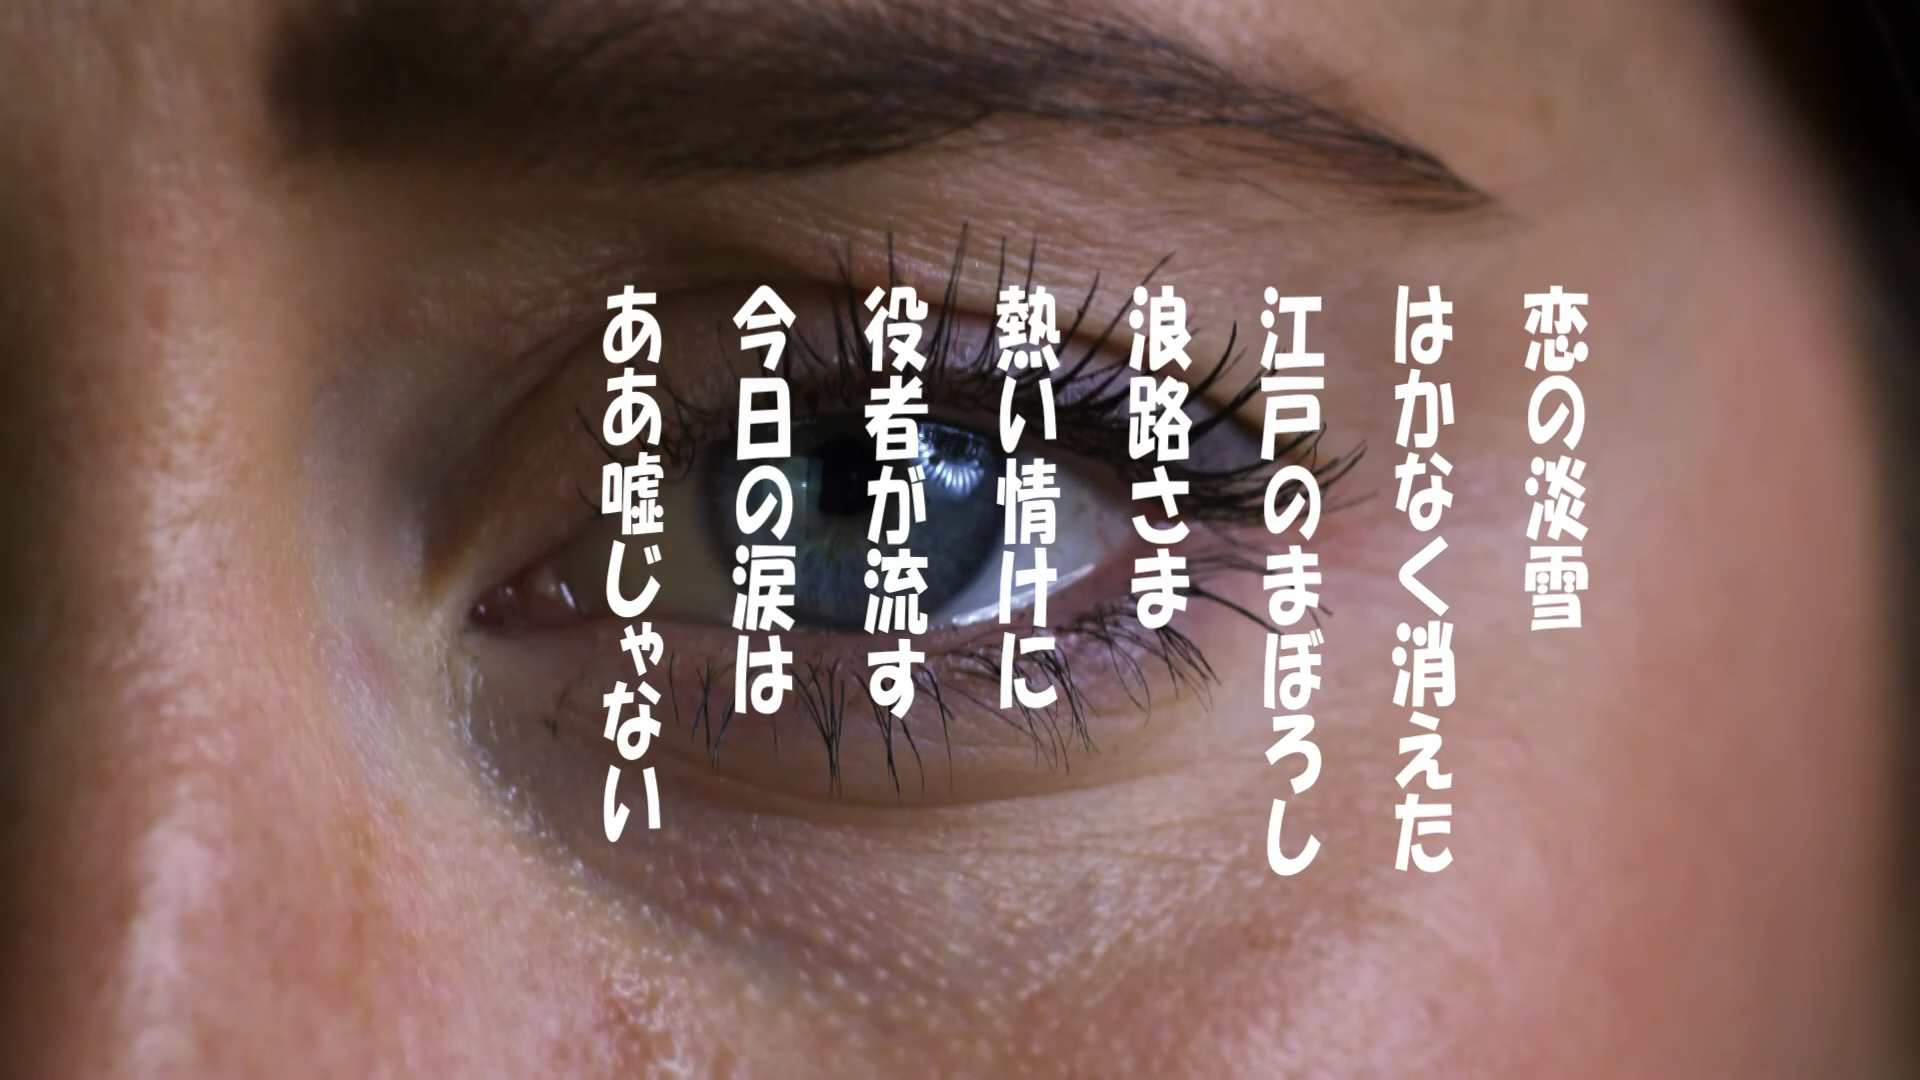 恋の淡雪
はかなく消えた
江戸のまぼろし
浪路さま
熱い情けに
役者が流す
今日の涙は
ああ嘘じゃない